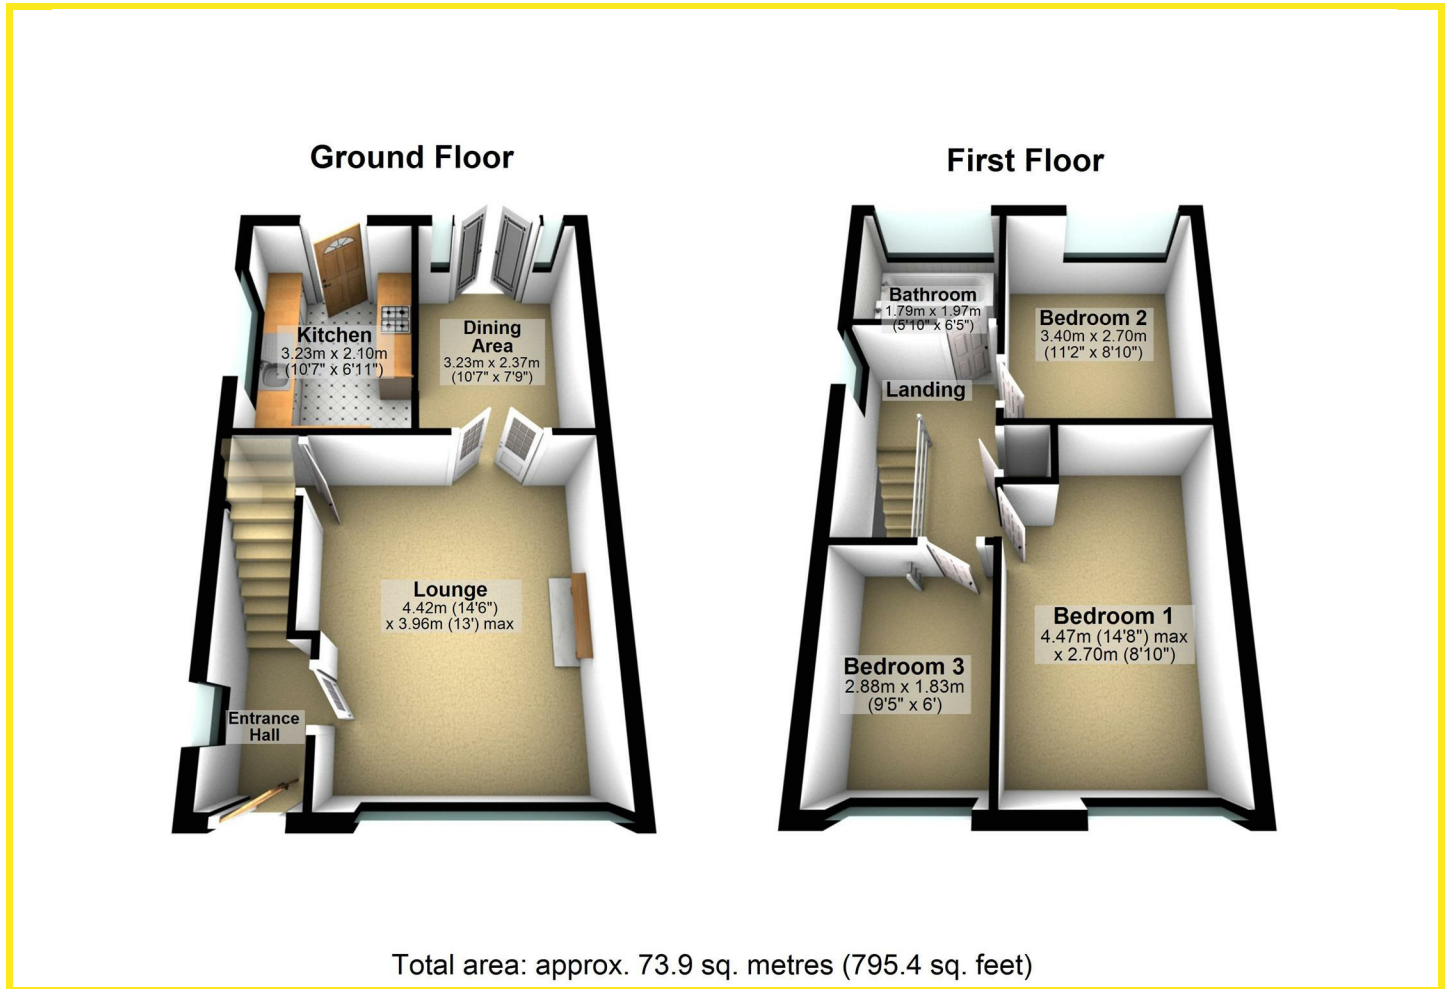 Ground Floor
Kitchen
3.23m x 2.10m
(10'7" x 6'11")
Dining
Area
3.23m x 2.37m
(10'7" x 7'9")
Lounge
4.42m (14'6")
x 3.96m (13') max
Entrance
Hall
First Floor
Bathroom
1.79m x 1.97m
(5'10" x 6'5")
Bedroom 2
3.40m x 2.70m
(11'2" x 8'10")
Landing
Bedroom 1
4.47m (14'8") max
x 2.70m (8'10")
Bedroom 3
2.88m x 1.83m
(9'5" x 6')
Total area: approx. 73.9 sq. metres (795.4 sq. feet)